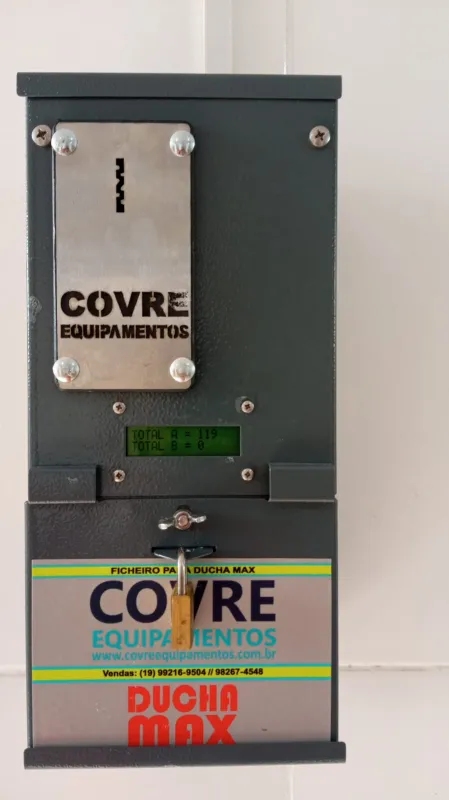 COVRE
EQUIPAMENTOS
TOTAL A = 119
TOTAL B = 0
FICHEIRO PARA DUCHA MAX
COVRE
EQUIPAMENTOS
www.covreequipamentos.com.br
Vendas: (19) 99216-9504 // 98267-4548
DUCHA
MAX